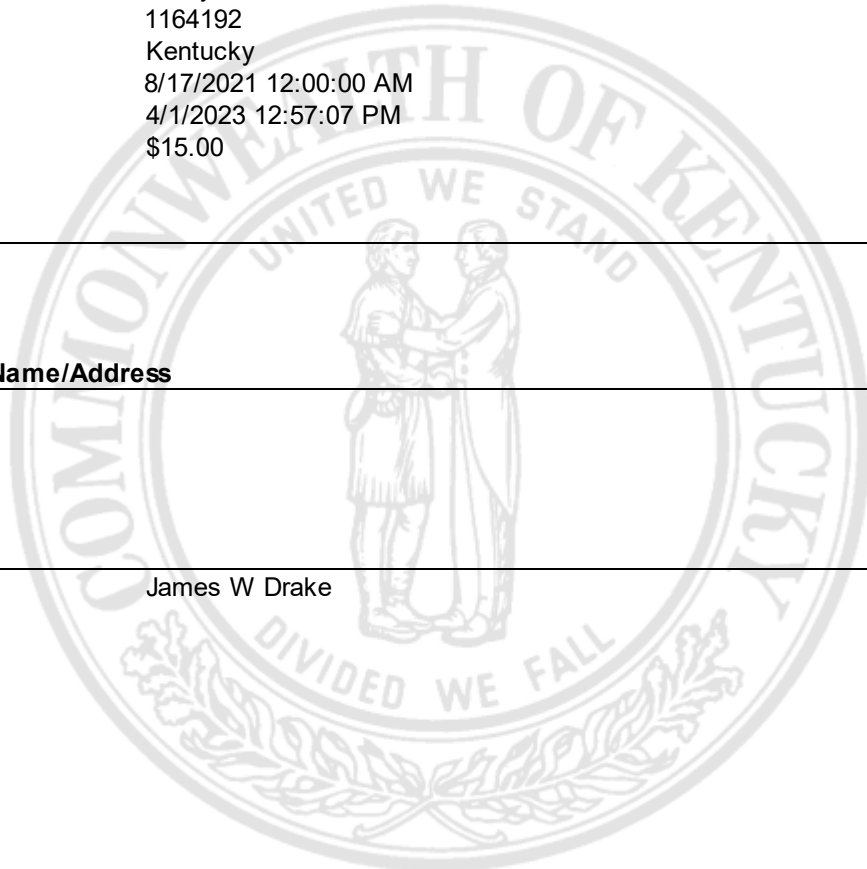 1164192
Kentucky
8/17/2021 12:00:00 AM
4/1/2023 12:57:07 PM
$15.00
COMMONWEALTH OF KENTUCKY
UNITED WE STAND
Name/Address
James W Drake
DIVIDED WE FALL